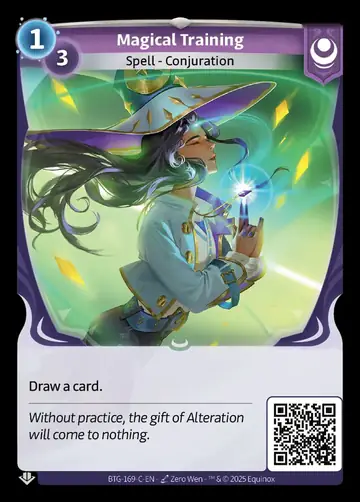 1
3
Magical Training
Spell - Conjuration
Draw a card.
Without practice, the gift of Alteration
will come to nothing.
BTG-169-C-EN - Zero Wen - ™ & © 2025 Equinox